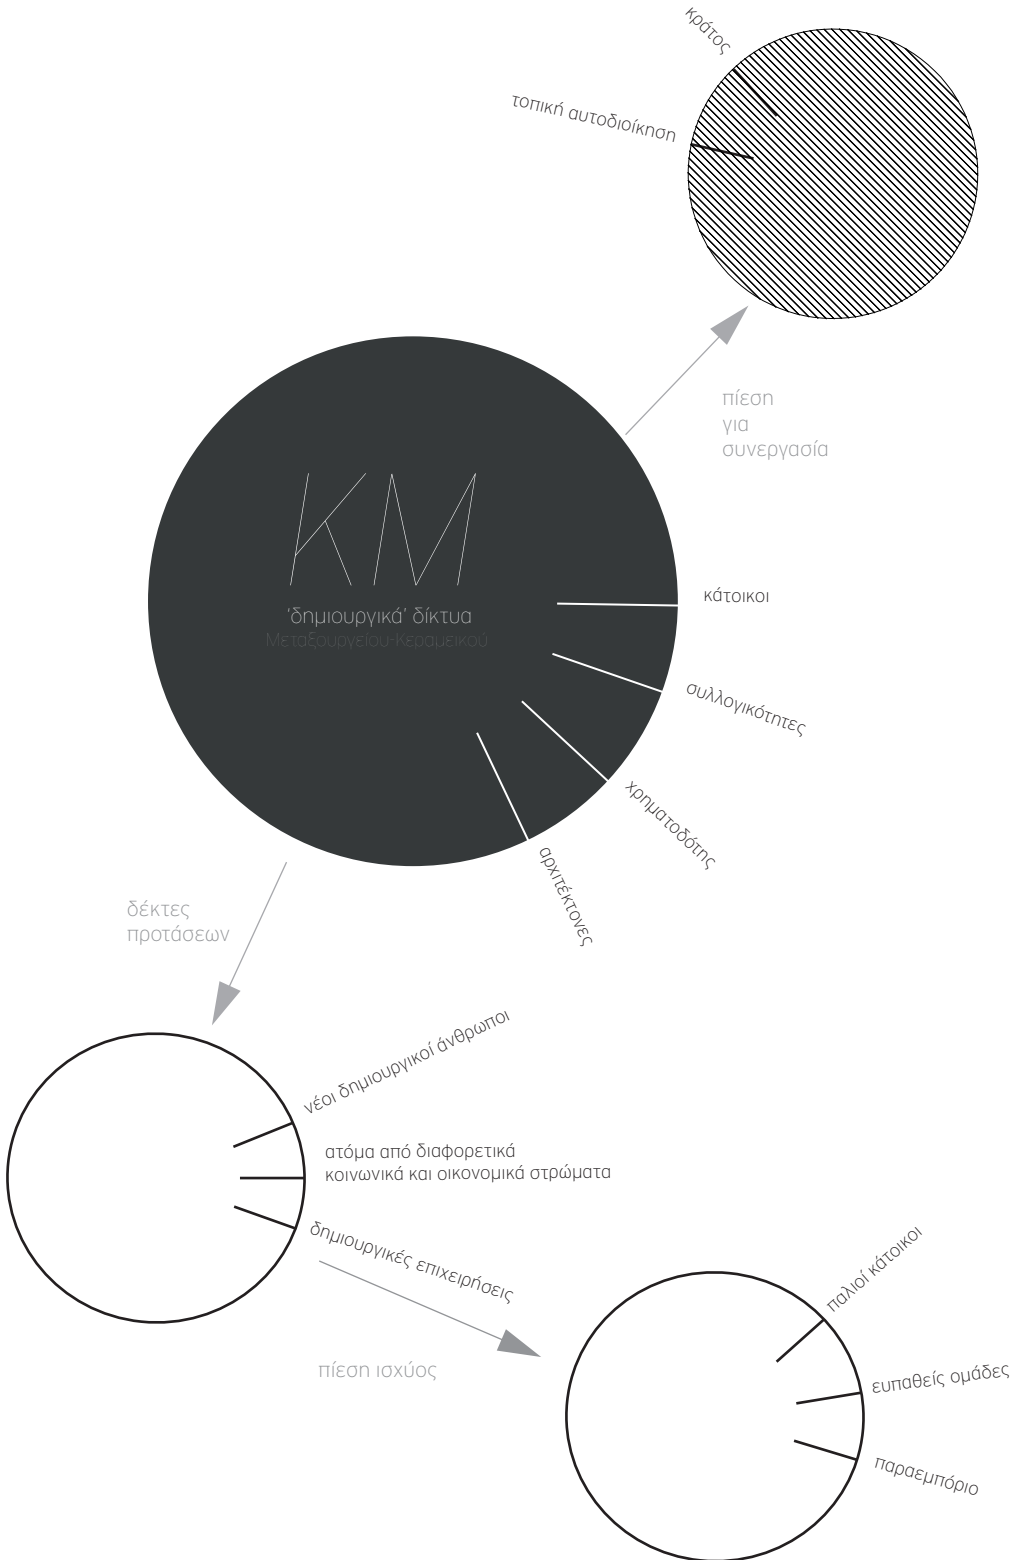 κράτος
τοπική αυτοδιοίκηση
πίεση
για
συνεργασία
KM
'δημιουργικά' δίκτυα
Μεταξουργείου-Κεραμεικού
κάτοικοι
συλλογικότητες
χρηματοδότης
αρχιτέκτονες
δέκτες
προτάσεων
νέοι δημιουργικοί άνθρωποι
ατόμα από διαφορετικά
κοινωνικά και οικονομικά στρώματα
δημιουργικές επιχειρήσεις
πίεση ισχύος
παλιοί κάτοικοι
ευπαθείς ομάδες
παραεμπόριο